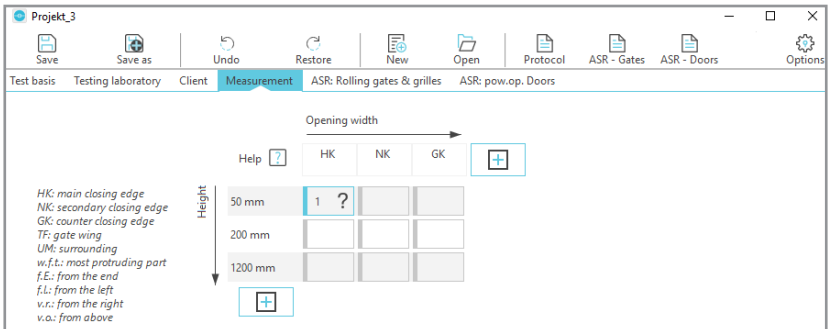 Projekt_3
Save Save as Undo Restore New Open Protocol ASR - Gates ASR - Doors Options
Test basis Testing laboratory Client Measurement ASR: Rolling gates & grilles ASR: pow.op. Doors
Opening width
Help ? HK NK GK
HK: main closing edge
NK: secondary closing edge
GK: counter closing edge
TF: gate wing
UM: surrounding
w.f.t.: most protruding part
f.E.: from the end
f.l.: from the left
v.r.: from the right
v.o.: from above
Height
50 mm 1 ?
200 mm
1200 mm